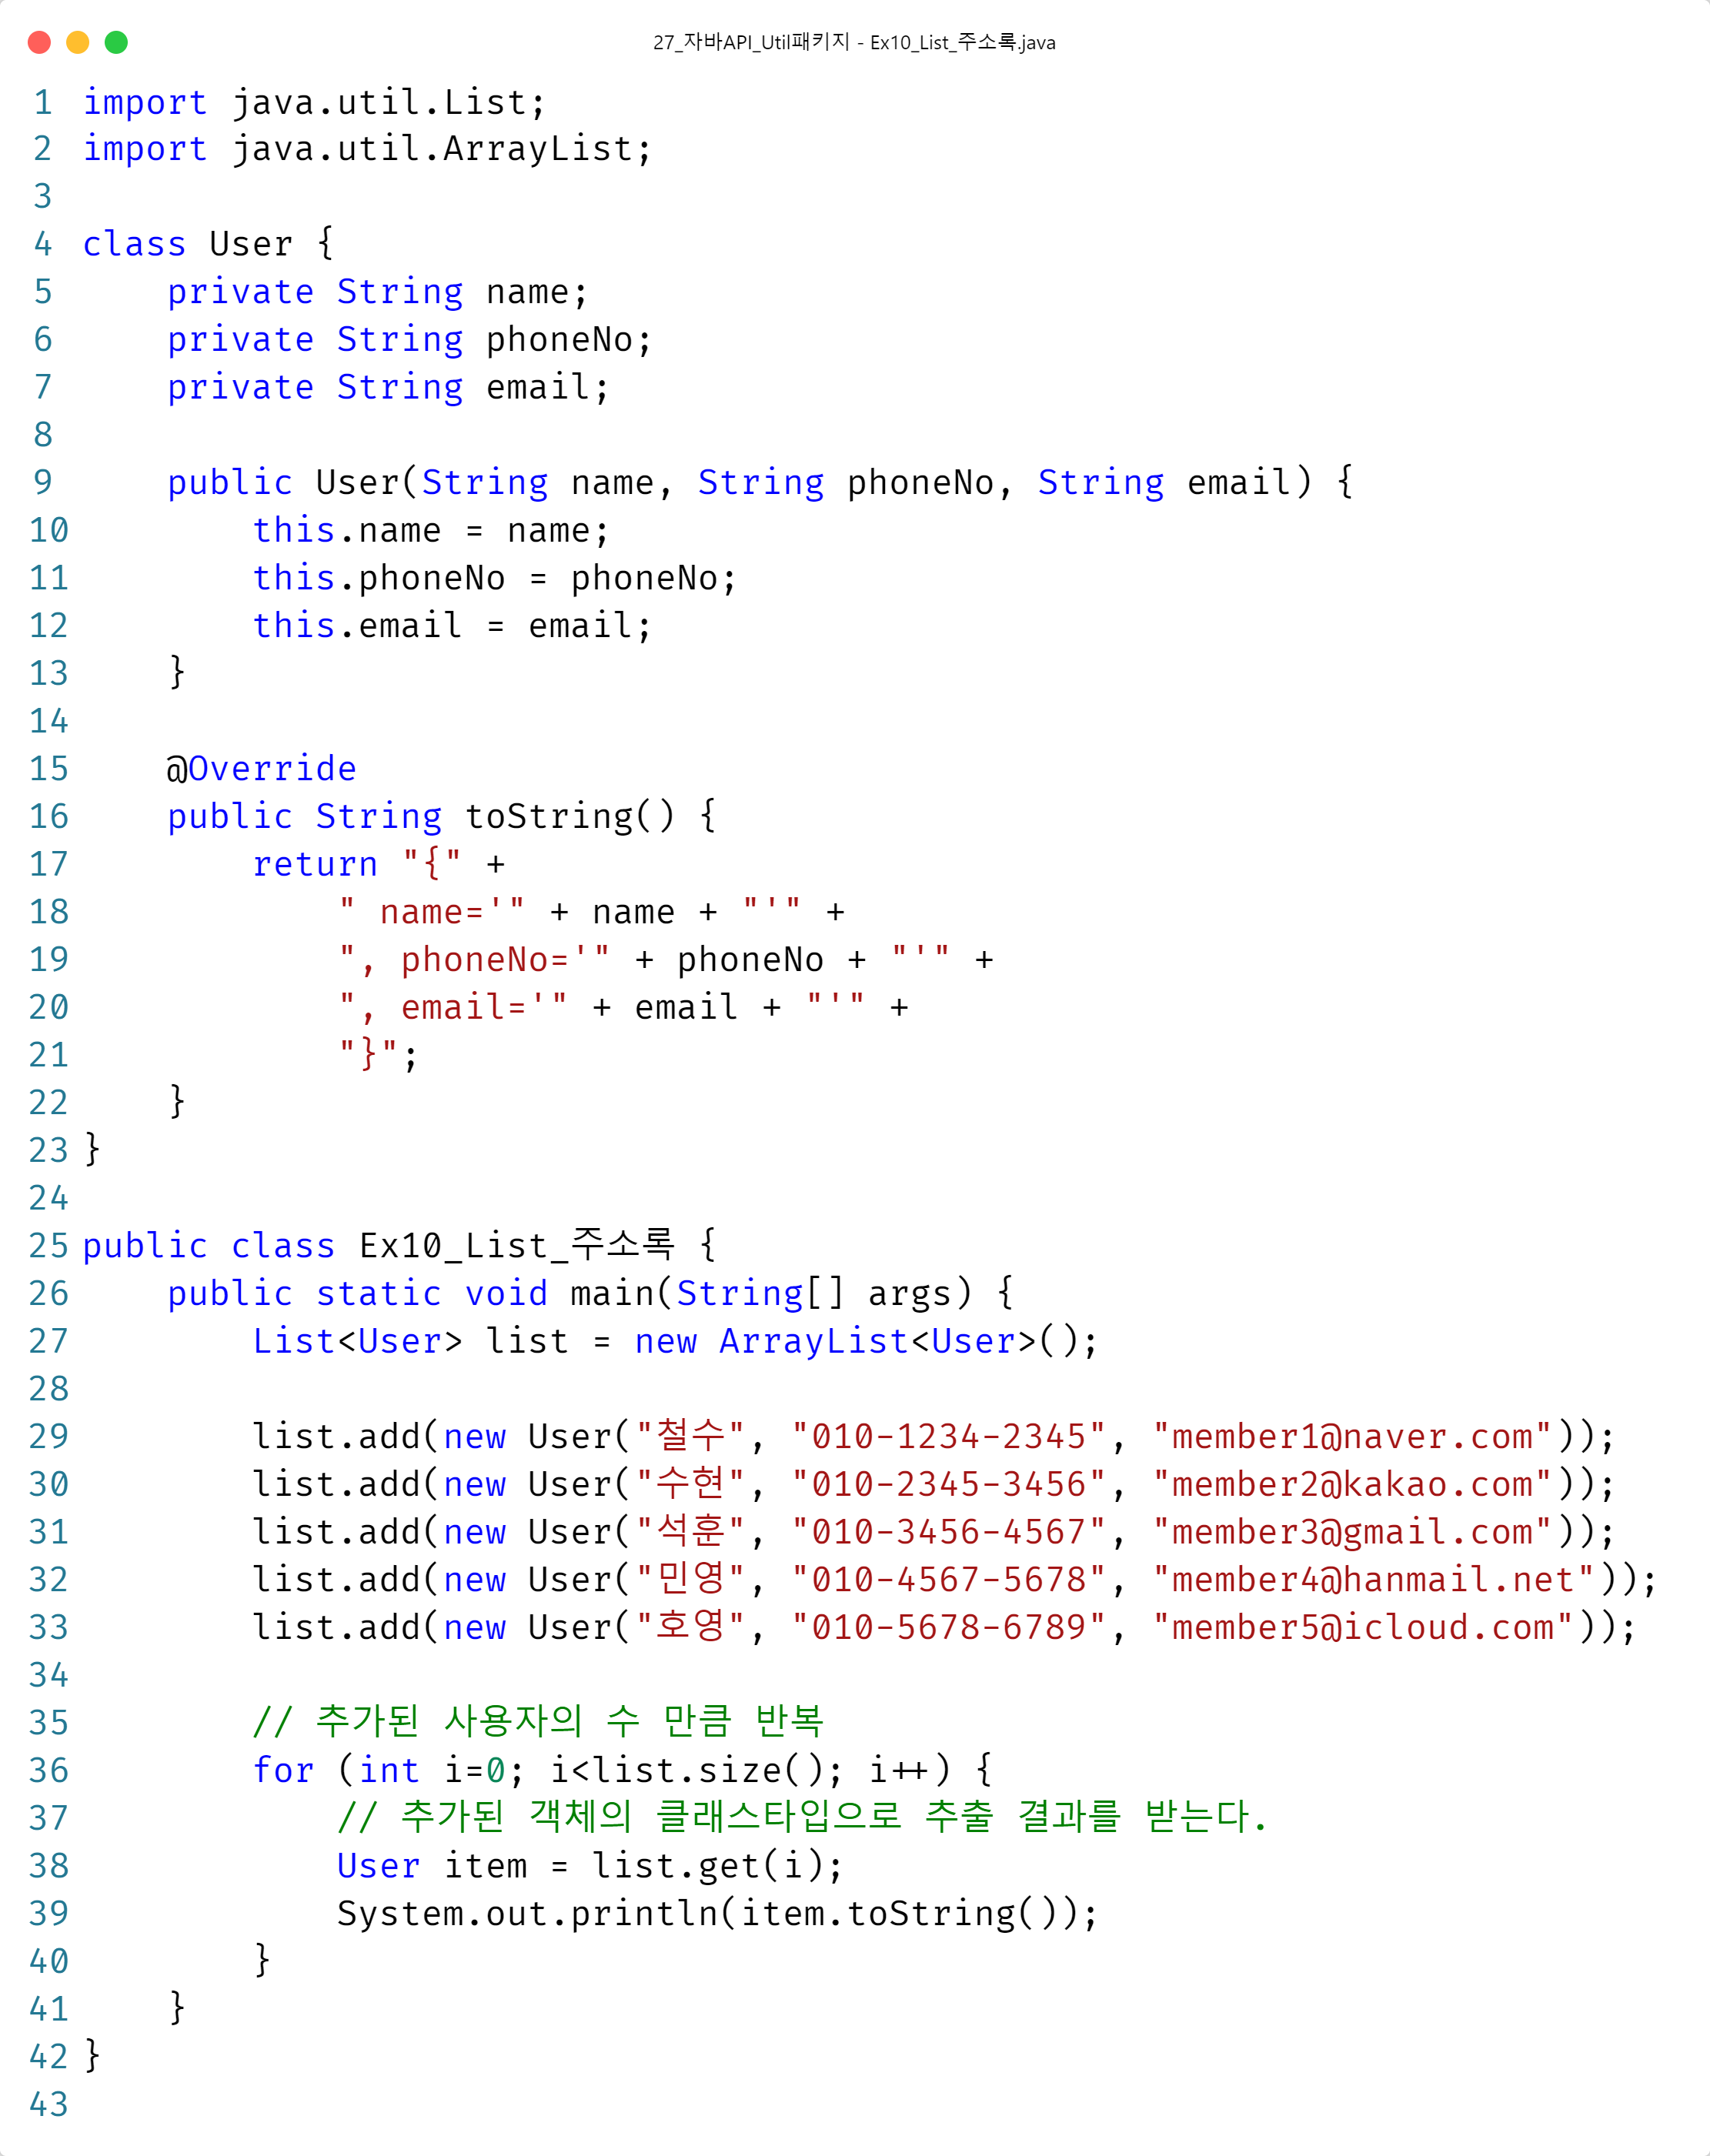 27_자바API_Util패키지 - Ex10_List_주소록.java
1 import java.util.List;
2 import java.util.ArrayList;
3
4 class User {
5     private String name;
6     private String phoneNo;
7     private String email;
8
9     public User(String name, String phoneNo, String email) {
10         this.name = name;
11         this.phoneNo = phoneNo;
12         this.email = email;
13     }
14
15     @Override
16     public String toString() {
17         return "{" +
18             " name='" + name + "'" +
19             ", phoneNo='" + phoneNo + "'" +
20             ", email='" + email + "'" +
21             "}";
22     }
23 }
24
25 public class Ex10_List_주소록 {
26     public static void main(String[] args) {
27         List<User> list = new ArrayList<User>();
28
29         list.add(new User("철수", "010-1234-2345", "member1@naver.com"));
30         list.add(new User("수현", "010-2345-3456", "member2@kakao.com"));
31         list.add(new User("석훈", "010-3456-4567", "member3@gmail.com"));
32         list.add(new User("민영", "010-4567-5678", "member4@hanmail.net"));
33         list.add(new User("호영", "010-5678-6789", "member5@icloud.com"));
34
35         // 추가된 사용자의 수 만큼 반복
36         for (int i=0; i<list.size(); i++) {
37             // 추가된 객체의 클래스타입으로 추출 결과를 받는다.
38             User item = list.get(i);
39             System.out.println(item.toString());
40         }
41     }
42 }
43